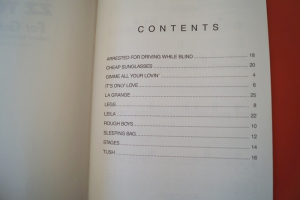 CONTENTS
ARRESTED FOR DRIVING WHILE BLIND 18
CHEAP SUNGLASSES 20
GIMME ALL YOUR LOVIN' 4
IT'S ONLY LOVE 6
LA GRANGE 25
LEGS 8
LEILA 22
ROUGH BOYS 10
SLEEPING BAG 12
STAGES 14
TUSH 16